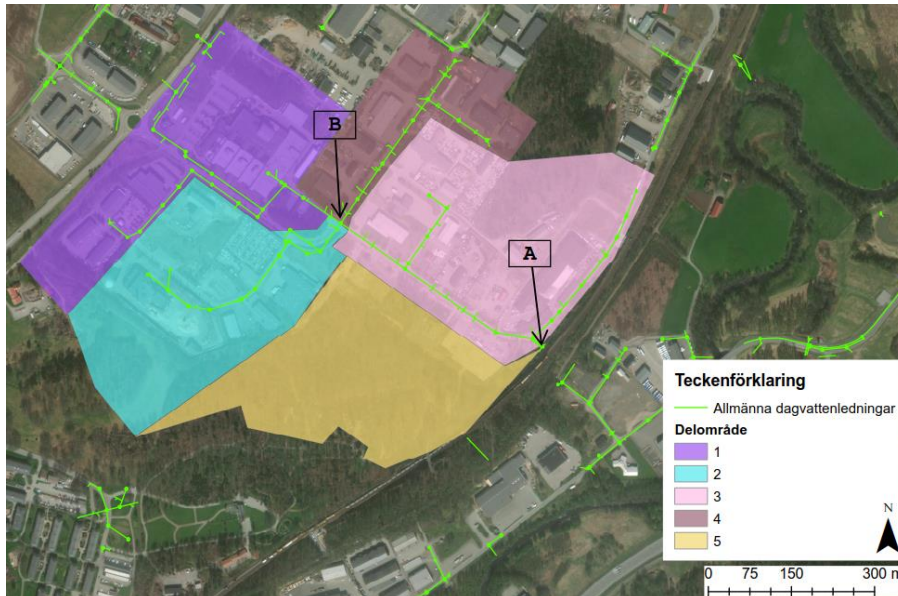 B
A
Teckenförklaring
Allmänna dagvattenledningar
Delområde
1
2
3
4
5
N
0 75 150 300 m